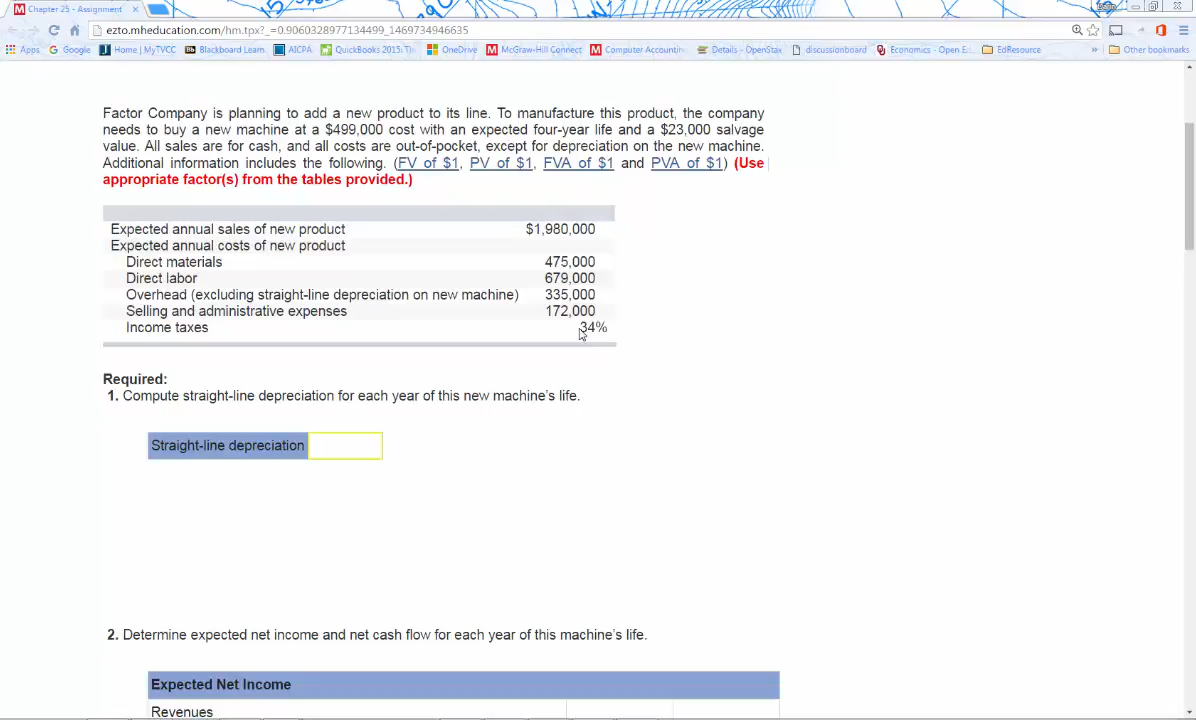 Chapter 25 - Assignment
ezto.mheducation.com/hm.tpx?_=0.9060328977134499_1469734946635
Apps Google Home | MyTVCC Blackboard Learn AICPA QuickBooks 2015: Th OneDrive McGraw-Hill Connect Computer Accountin Details - OpenStax discussionboard Economics - Open E EdResource » Other bookmarks
Factor Company is planning to add a new product to its line. To manufacture this product, the company
needs to buy a new machine at a $499,000 cost with an expected four-year life and a $23,000 salvage
value. All sales are for cash, and all costs are out-of-pocket, except for depreciation on the new machine.
Additional information includes the following. (FV of $1, PV of $1, FVA of $1 and PVA of $1) (Use
appropriate factor(s) from the tables provided.)
Expected annual sales of new product $1,980,000
Expected annual costs of new product
Direct materials 475,000
Direct labor 679,000
Overhead (excluding straight-line depreciation on new machine) 335,000
Selling and administrative expenses 172,000
Income taxes 34%
Required:
1. Compute straight-line depreciation for each year of this new machine's life.
Straight-line depreciation
2. Determine expected net income and net cash flow for each year of this machine's life.
Expected Net Income
Revenues